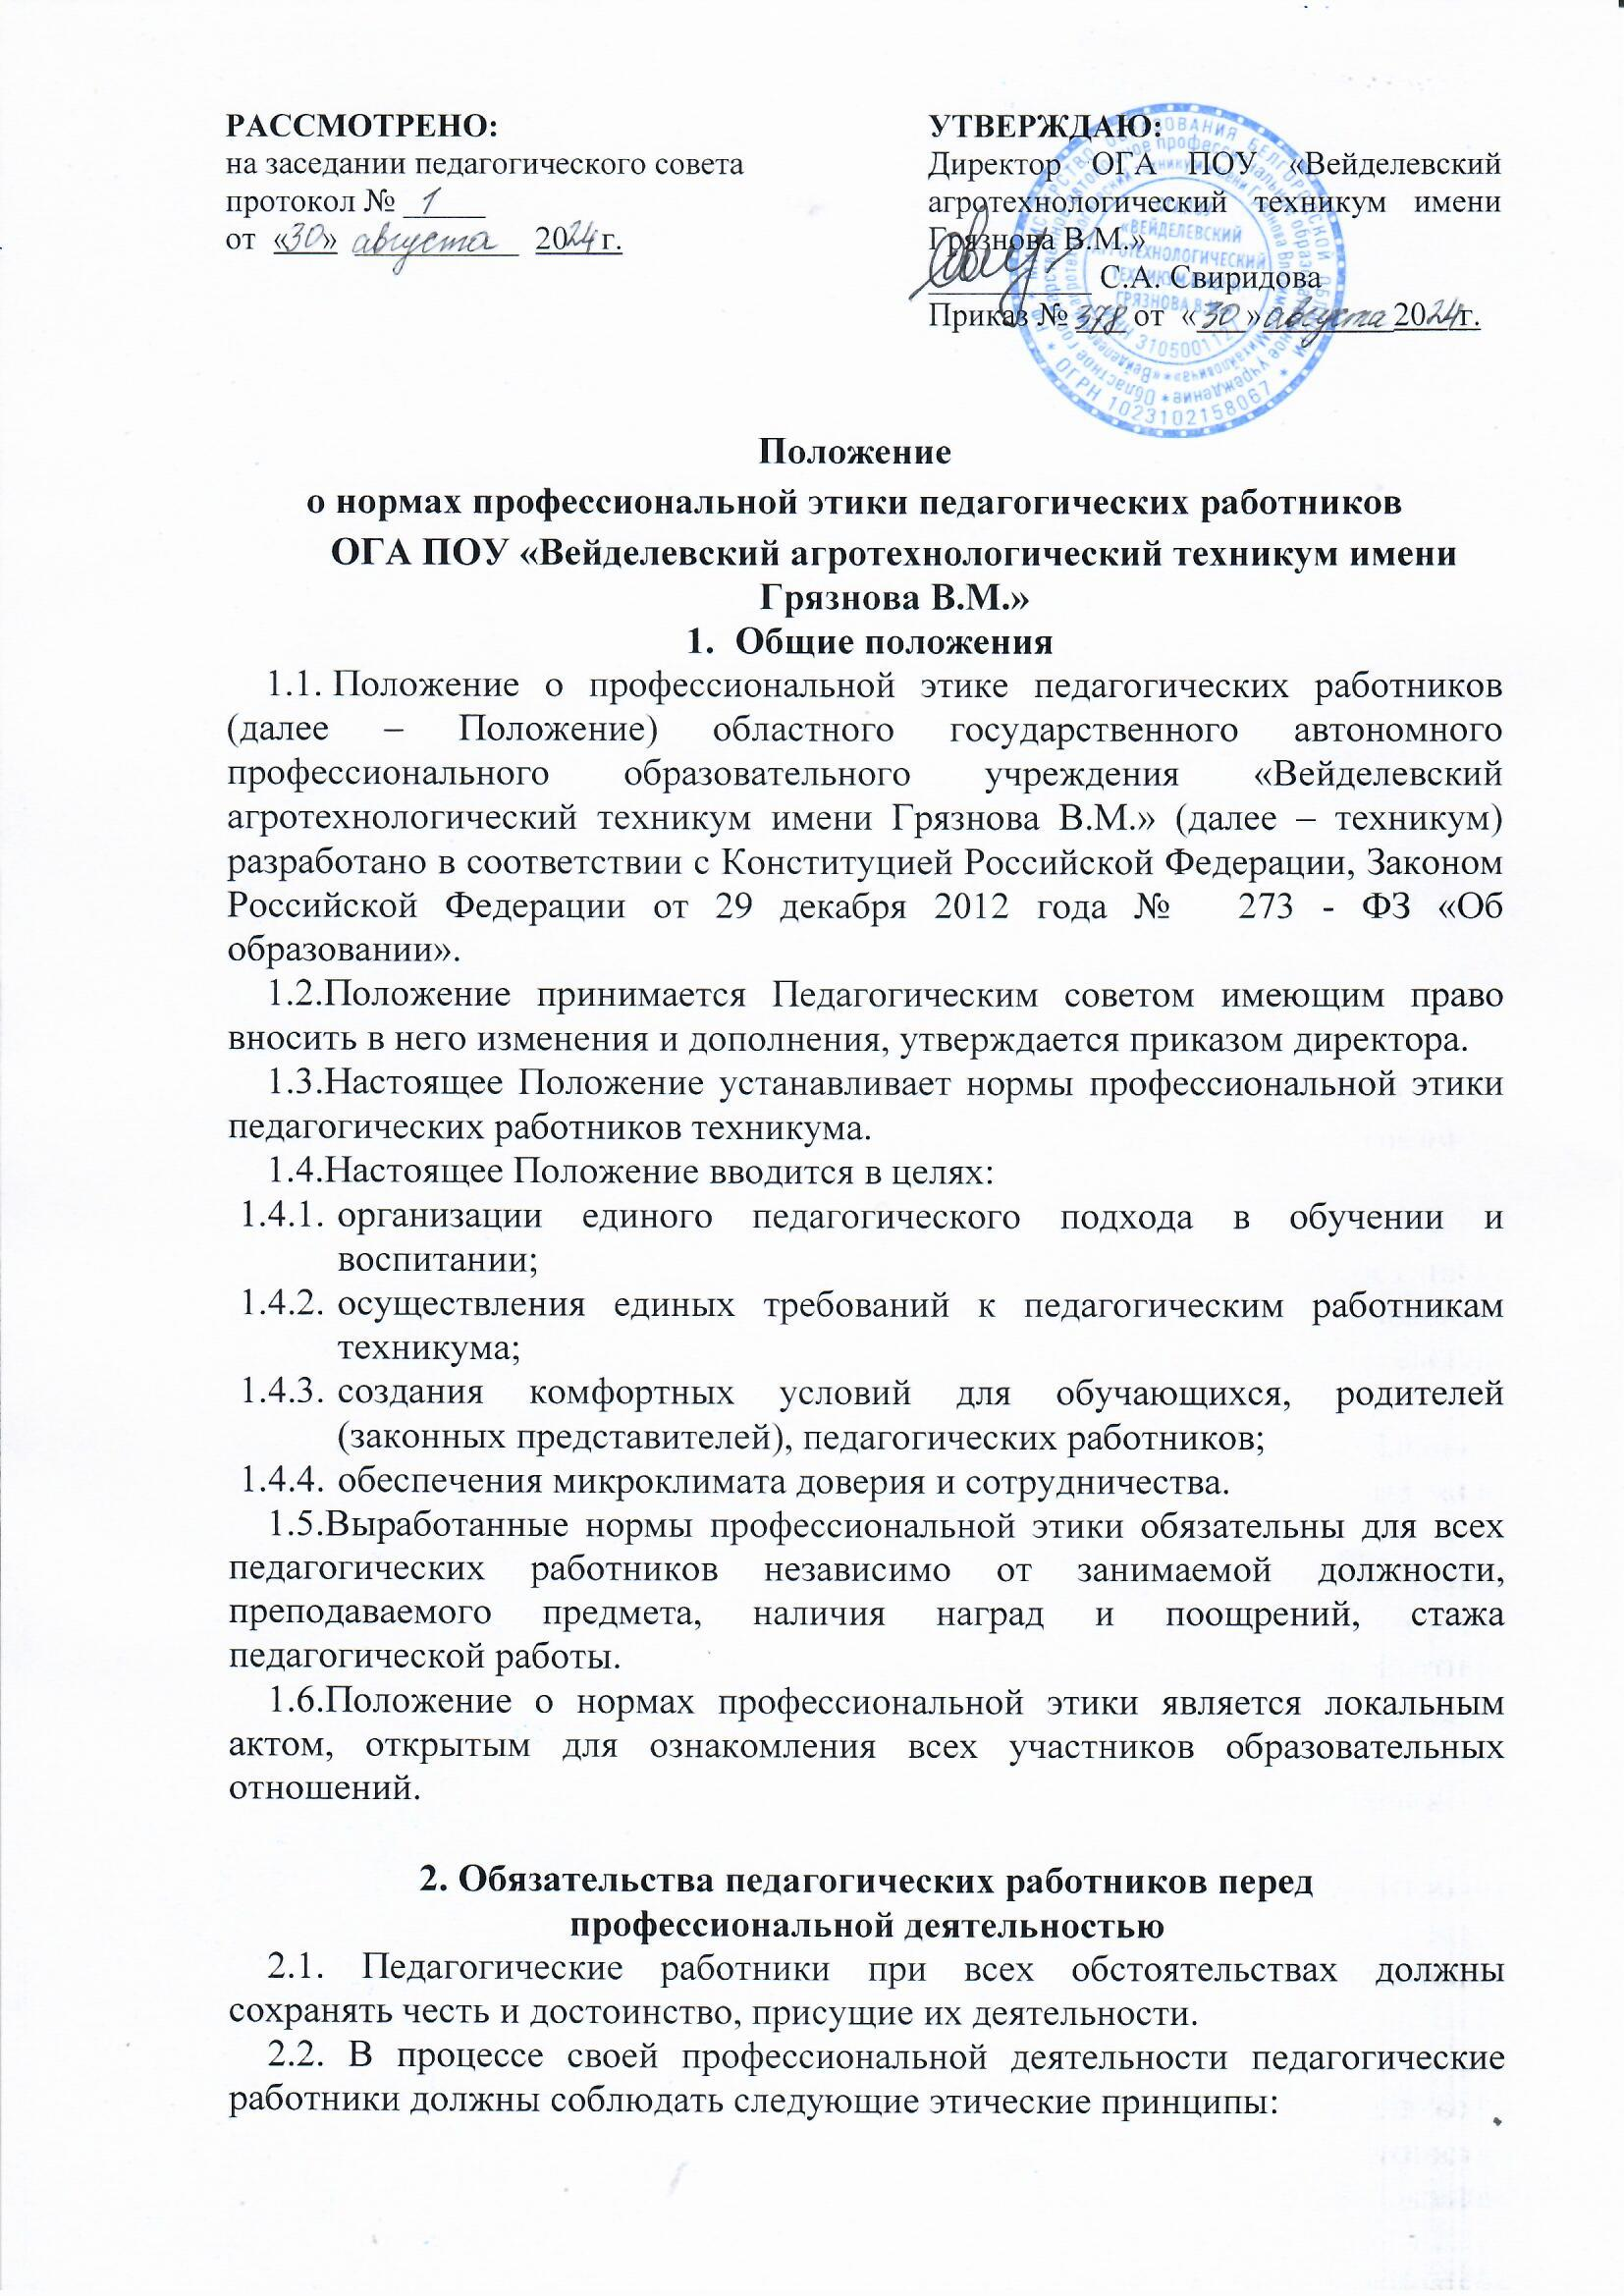 РАССМОТРЕНО:
на заседании педагогического совета
протокол № 1
от «30» августа 2024 г.
УТВЕРЖДАЮ:
Директор ОГА ПОУ «Вейделевский
агротехнологический техникум имени
Грязнова В.М.»
С.А. Свиридова
Приказ № 378 от «30» августа 2024 г.
«ВЕЙДЕЛЕВСКИЙ
АГРОТЕХНОЛОГИЧЕСКИЙ
ГРЯЗНОВА В.
ОГРН 1023102158067
Положение
о нормах профессиональной этики педагогических работников
ОГА ПОУ «Вейделевский агротехнологический техникум имени
Грязнова В.М.»
1. Общие положения
1.1. Положение о профессиональной этике педагогических работников
(далее – Положение) областного государственного автономного
профессионального образовательного учреждения «Вейделевский
агротехнологический техникум имени Грязнова В.М.» (далее – техникум)
разработано в соответствии с Конституцией Российской Федерации, Законом
Российской Федерации от 29 декабря 2012 года № 273 - ФЗ «Об
образовании».
1.2.Положение принимается Педагогическим советом имеющим право
вносить в него изменения и дополнения, утверждается приказом директора.
1.3.Настоящее Положение устанавливает нормы профессиональной этики
педагогических работников техникума.
1.4.Настоящее Положение вводится в целях:
1.4.1. организации единого педагогического подхода в обучении и
воспитании;
1.4.2. осуществления единых требований к педагогическим работникам
техникума;
1.4.3. создания комфортных условий для обучающихся, родителей
(законных представителей), педагогических работников;
1.4.4. обеспечения микроклимата доверия и сотрудничества.
1.5.Выработанные нормы профессиональной этики обязательны для всех
педагогических работников независимо от занимаемой должности,
преподаваемого предмета, наличия наград и поощрений, стажа
педагогической работы.
1.6.Положение о нормах профессиональной этики является локальным
актом, открытым для ознакомления всех участников образовательных
отношений.
2. Обязательства педагогических работников перед
профессиональной деятельностью
2.1. Педагогические работники при всех обстоятельствах должны
сохранять честь и достоинство, присущие их деятельности.
2.2. В процессе своей профессиональной деятельности педагогические
работники должны соблюдать следующие этические принципы: